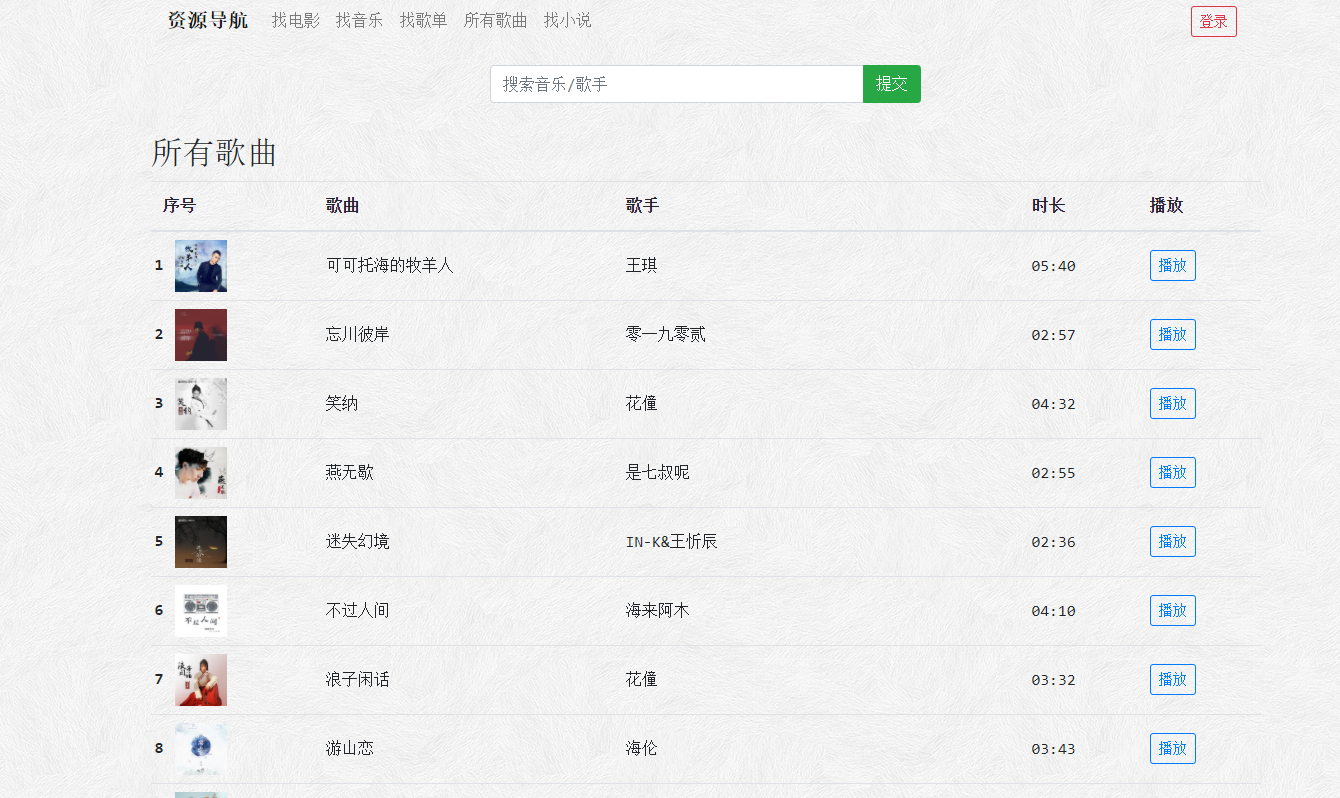 资源导航 找电影 找音乐 找歌单 所有歌曲 找小说 登录
搜索音乐/歌手 提交
所有歌曲
序号 歌曲 歌手 时长 播放
1 可可托海的牧羊人 王琪 05:40 播放
2 忘川彼岸 零一九零贰 02:57 播放
3 笑纳 花僮 04:32 播放
4 燕无歇 是七叔呢 02:55 播放
5 迷失幻境 IN-K&王忻辰 02:36 播放
6 不过人间 海来阿木 04:10 播放
7 浪子闲话 花僮 03:32 播放
8 游山恋 海伦 03:43 播放